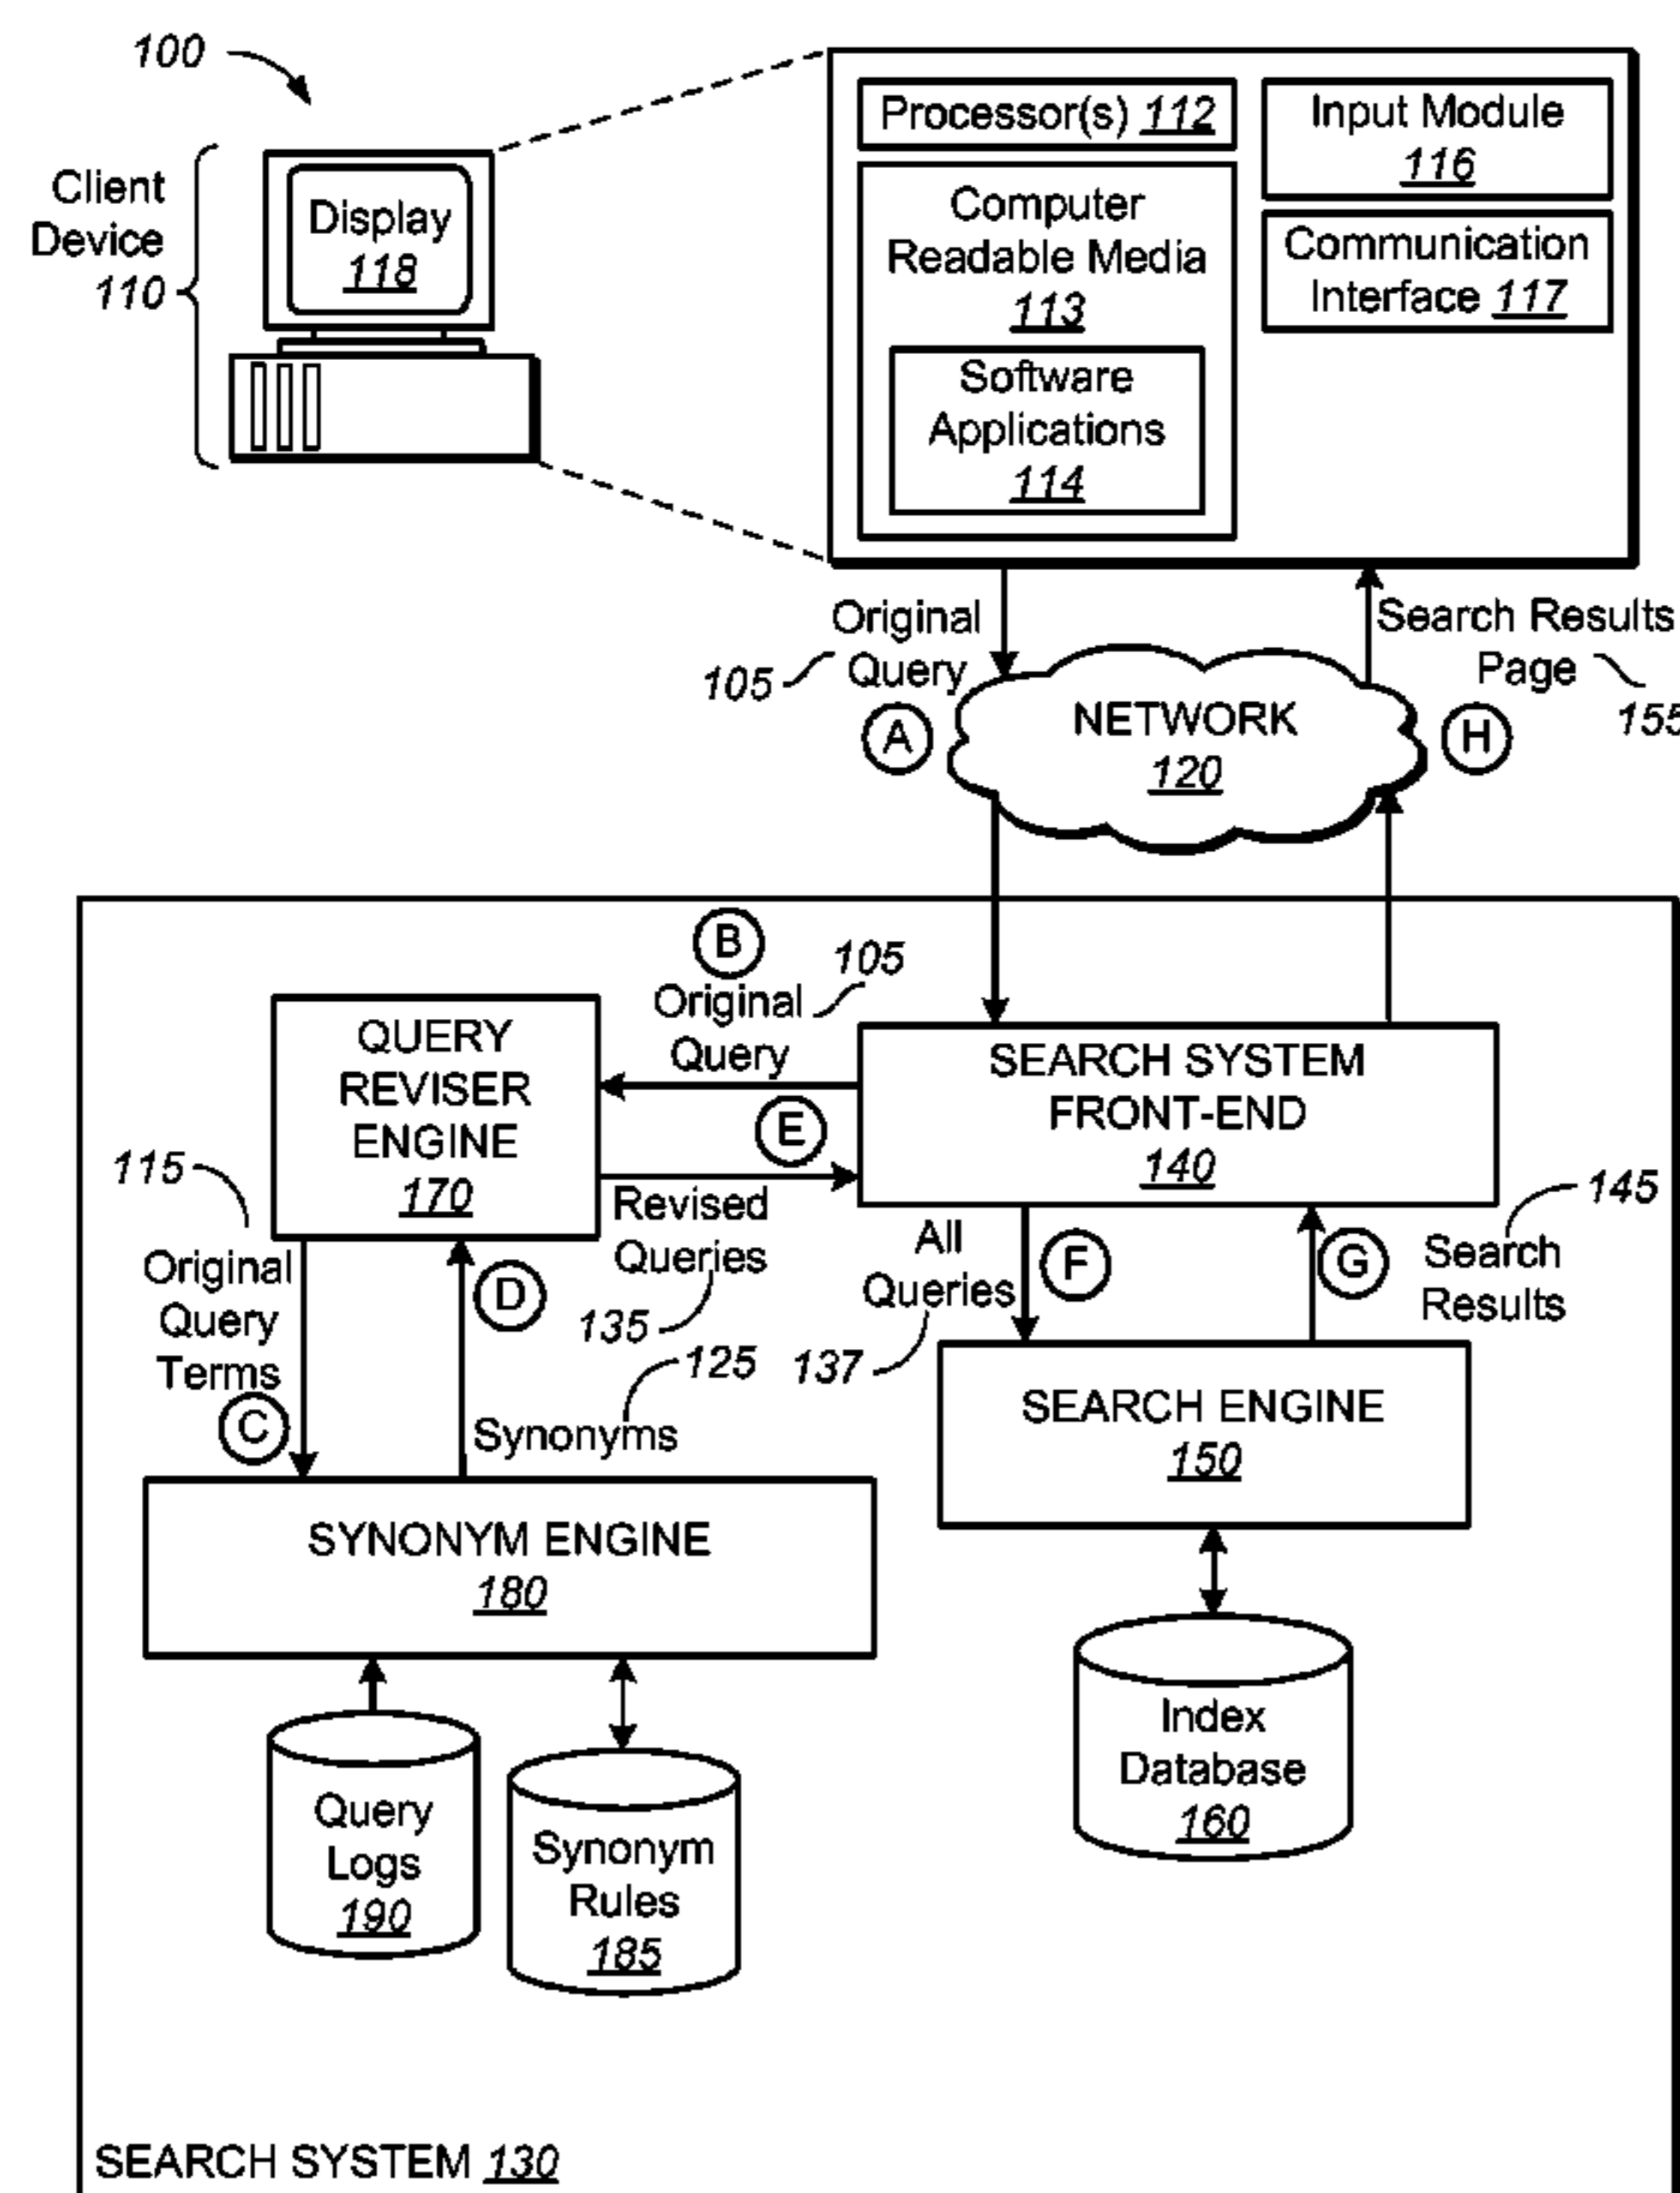 100
Client
Device
110
Display
118
Processor(s) 112
Computer
Readable Media
113
Software
Applications
114
Input Module
116
Communication
Interface 117
Original
Query
105
A
NETWORK
120
Search Results
Page
155
H
B
105
Original
Query
QUERY
REVISER
ENGINE
170
E
SEARCH SYSTEM
FRONT-END
140
115
Original
Query
Terms
C
D
Revised
Queries
135
125
Synonyms
All
Queries
137
F
G
145
Search
Results
SEARCH ENGINE
150
SYNONYM ENGINE
180
Query
Logs
190
Synonym
Rules
185
Index
Database
160
SEARCH SYSTEM 130